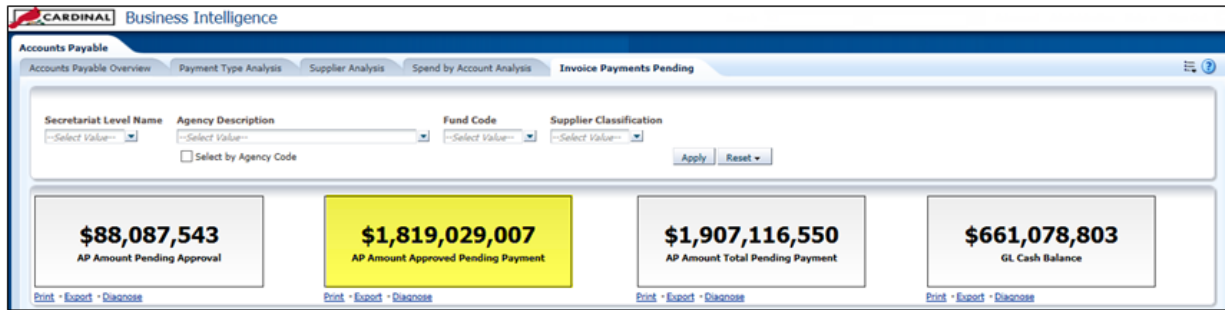 CARDINAL Business Intelligence
Accounts Payable
Accounts Payable Overview Payment Type Analysis Supplier Analysis Spend by Account Analysis Invoice Payments Pending
Secretariat Level Name Agency Description Fund Code Supplier Classification
--Select Value-- --Select Value-- --Select Value-- --Select Value--
Select by Agency Code Apply Reset
$88,087,543 $1,819,029,007 $1,907,116,550 $661,078,803
AP Amount Pending Approval AP Amount Approved Pending Payment AP Amount Total Pending Payment GL Cash Balance
Print - Export - Diagnose Print - Export - Diagnose Print - Export - Diagnose Print - Export - Diagnose